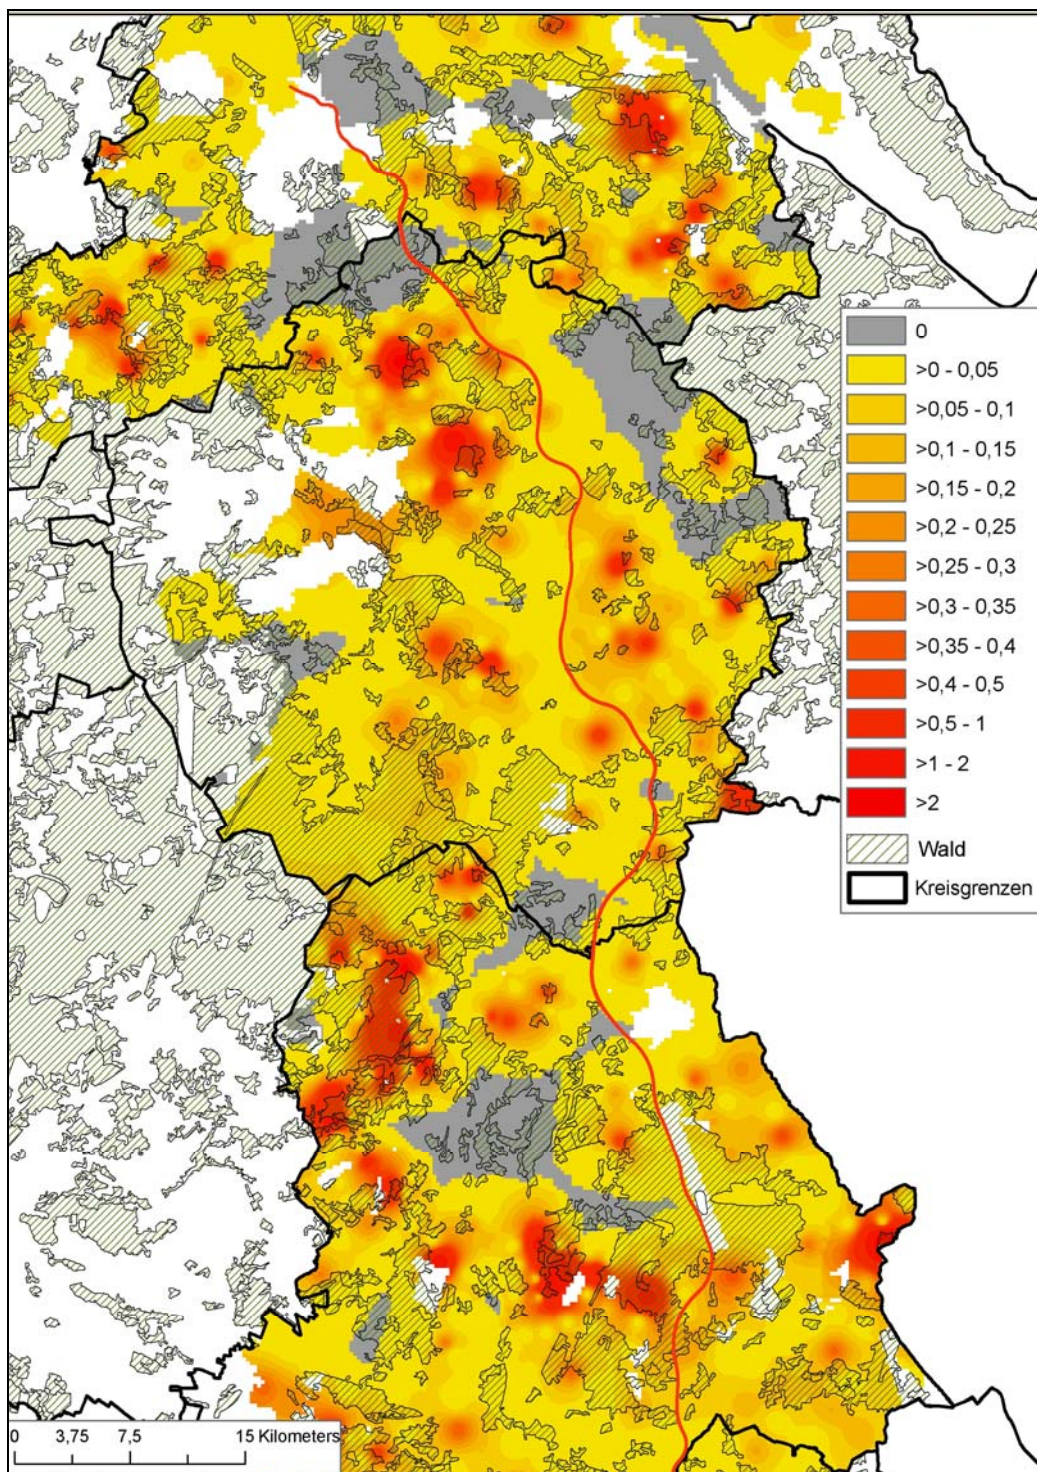 0
>0 - 0,05
>0,05 - 0,1
>0,1 - 0,15
>0,15 - 0,2
>0,2 - 0,25
>0,25 - 0,3
>0,3 - 0,35
>0,35 - 0,4
>0,4 - 0,5
>0,5 - 1
>1 - 2
>2
Wald
Kreisgrenzen
0 3,75 7,5 15 Kilometers